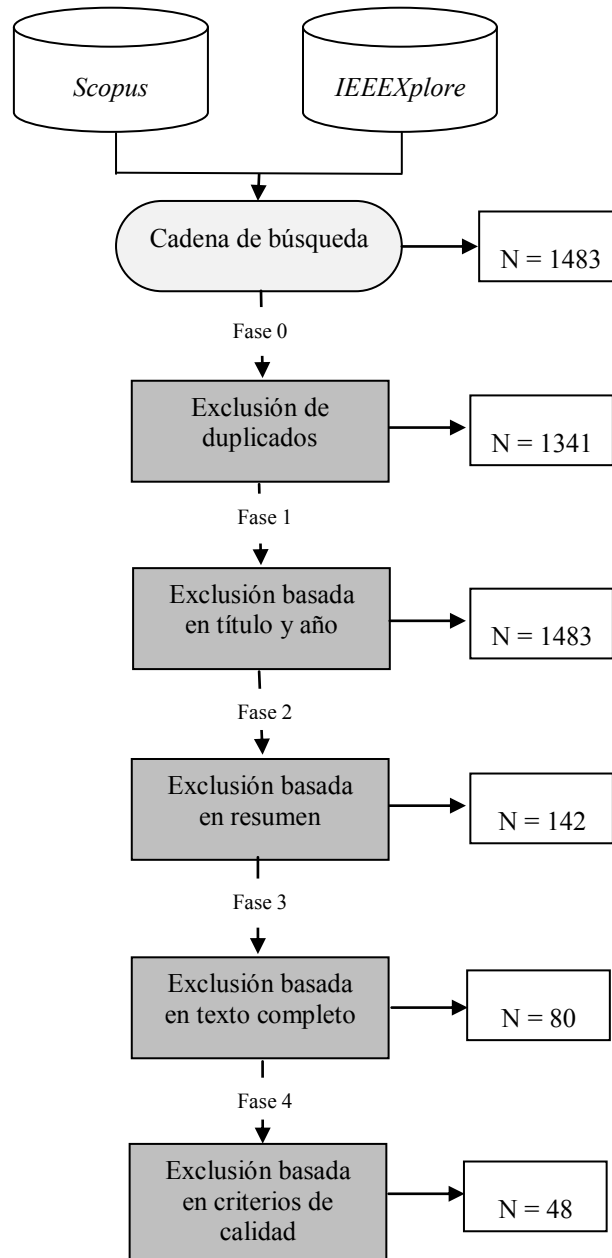 Scopus
IEEEXplore
Cadena de búsqueda
N = 1483
Fase 0
Exclusión de
duplicados
N = 1341
Fase 1
Exclusión basada
en título y año
N = 1483
Fase 2
Exclusión basada
en resumen
N = 142
Fase 3
Exclusión basada
en texto completo
N = 80
Fase 4
Exclusión basada
en criterios de
calidad
N = 48